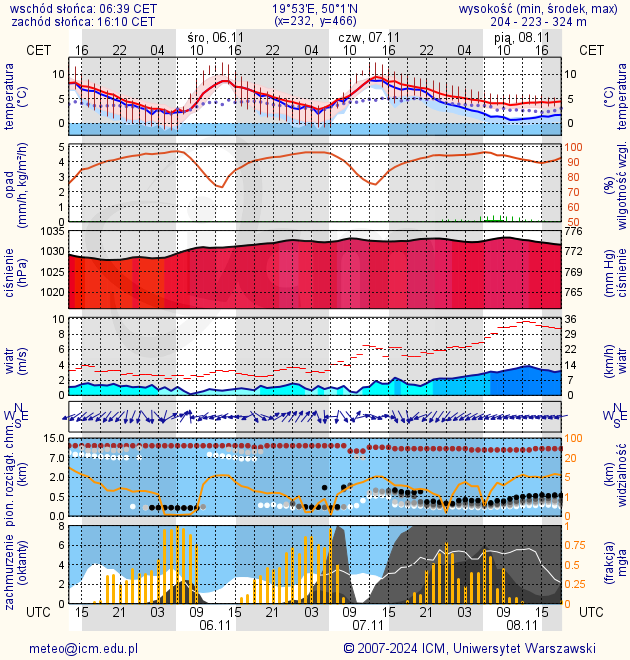 wschód słońca: 06:39 CET 19°53'E, 50°1'N wysokość (min, środek, max)
zachód słońca: 16:10 CET (x=232, y=466) 204 - 223 - 324 m
śro, 06.11 czw, 07.11 pią, 08.11
CET 16 22 04 10 16 22 04 10 16 22 04 10 16 CET
temperatura
(°C)
10 10
5 5
0 0
temperatura
(°C)
opad
(mm/h, kg/m²/h)
5 100
4 90
3 80
2 70
1 60
0 50
(%)
wilgotność wzgl.
ciśnienie
(hPa)
1035 776
1030 772
1025 769
1020 765
(mm Hg)
ciśnienie
wiatr
(m/s)
10 36
8 29
6 22
4 14
2 7
0 0
(km/h)
wiatr
N
W E
S
N
W E
S
pion. rozciągł. chm.
(km)
15.0 100
7.0 20
2.0 5
0.5 1
0.0 0
(km)
widzialność
zachmurzenie
(oktanty)
8 1
6 0.75
4 0.5
2 0.25
0 0
(frakcja)
mgła
UTC 15 21 03 09 15 21 03 09 15 21 03 09 15 UTC
06.11 07.11 08.11
meteo@icm.edu.pl © 2007-2024 ICM, Uniwersytet Warszawski